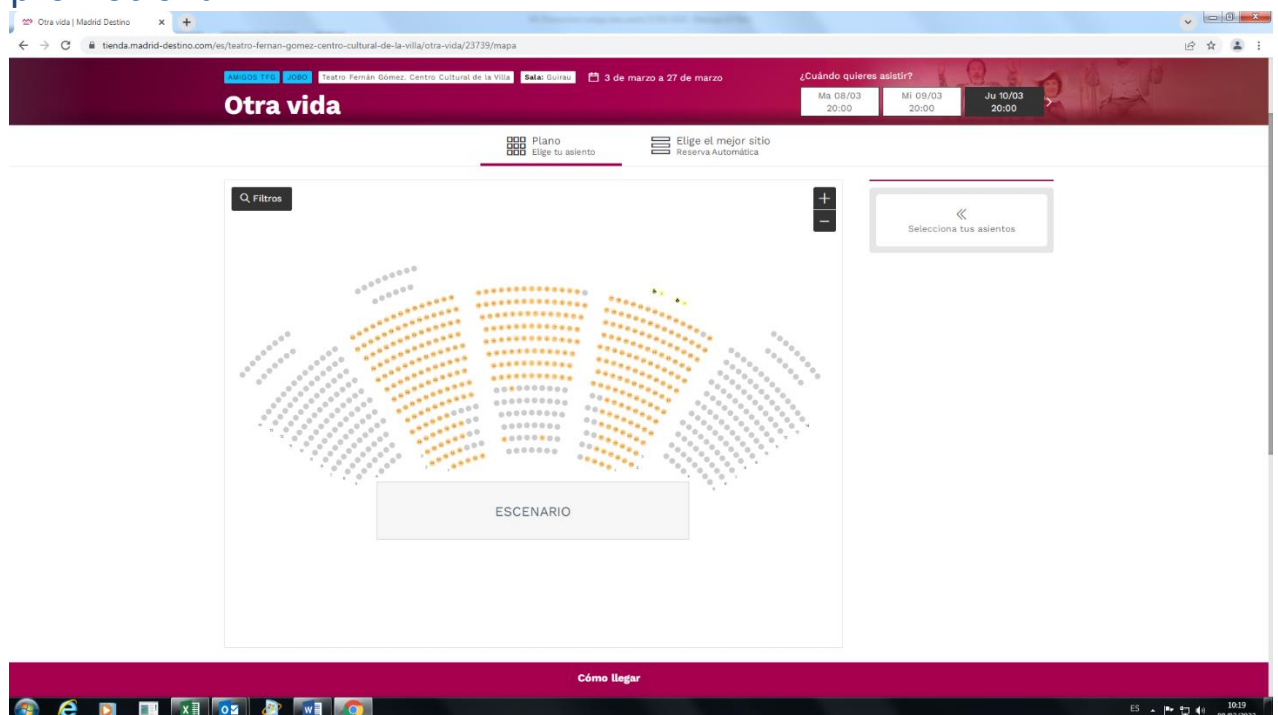 Otra vida | Madrid Destino
tienda.madrid-destino.com/es/teatro-fernan-gomez-centro-cultural-de-la-villa/otra-vida/23739/mapa
AMIGOS TFG JOBO Teatro Fernán Gómez. Centro Cultural de la Villa Sala: Guirau 3 de marzo a 27 de marzo
Otra vida
¿Cuándo quieres asistir?
Ma 08/03 Mi 09/03 Ju 10/03
20:00 20:00 20:00
Plano Elige el mejor sitio
Elige tu asiento Reserva Automática
Filtros
+
−
Selecciona tus asientos
ESCENARIO
Cómo llegar
ES 10:19